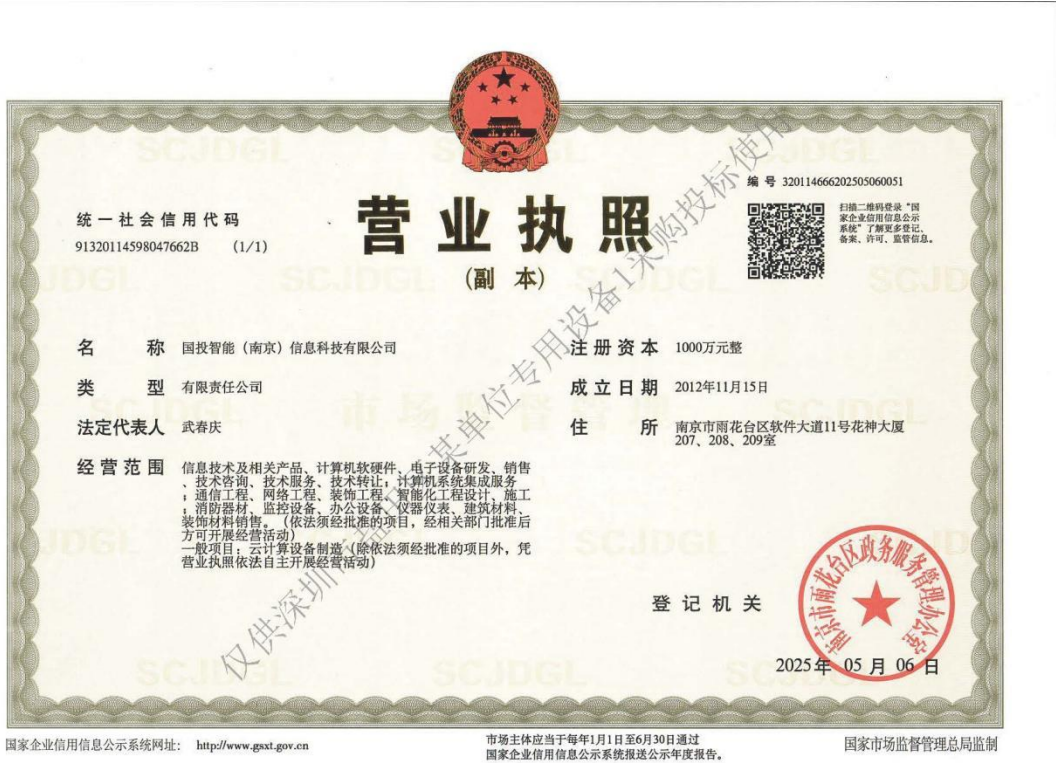 编 号 320114666202505060051
统一社会信用代码
91320114598047662B (1/1)
营业执照
(副 本)
扫描二维码登录“国
家企业信用信息公示
系统”了解更多登记、
备案、许可、监管信息。
名 称 国投智能（南京）信息科技有限公司
类 型 有限责任公司
法定代表人 武春庆
经营范围 信息技术及相关产品、计算机软硬件、电子设备研发、销售
、技术咨询、技术服务、技术转让；计算机系统集成服务
；通信工程、网络工程、装饰工程、智能化工程设计、施工
；消防器材、监控设备、办公设备、仪器仪表、建筑材料、
装饰材料销售。（依法须经批准的项目，经相关部门批准后
方可开展经营活动）
一般项目：云计算设备制造（除依法须经批准的项目外，凭
营业执照依法自主开展经营活动）
注册资本 1000万元整
成立日期 2012年11月15日
住 所 南京市雨花台区软件大道11号花神大厦
207、208、209室
登记机关
南京市雨花台区政务服务管理办公室
2025年 05 月 06 日
仅供深圳市盐田区某单位专用设备1采购投标使用
SCJDGL
市场监督管理
国家企业信用信息公示系统网址： http://www.gsxt.gov.cn
市场主体应当于每年1月1日至6月30日通过
国家企业信用信息公示系统报送公示年度报告。
国家市场监督管理总局监制